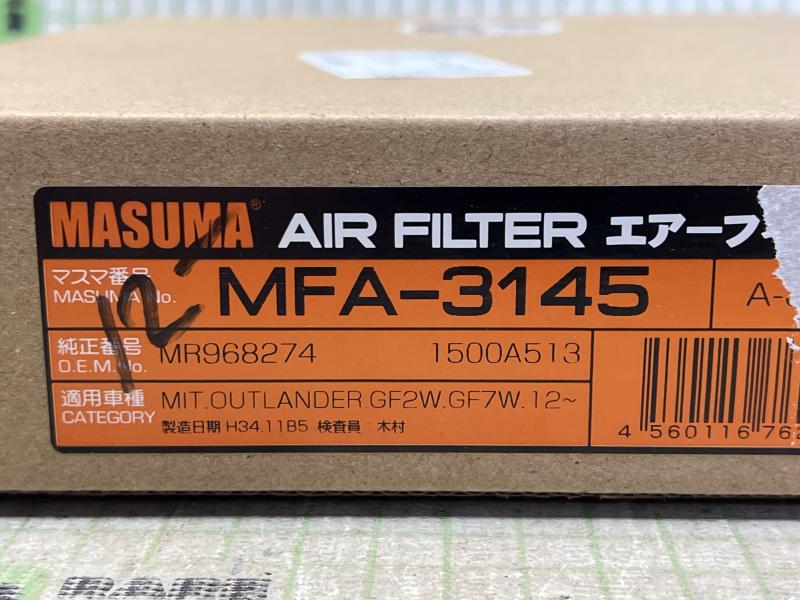 MASUMA® AIR FILTER エアーフ
マスマ番号
MASUMA No.
MFA-3145
12-
純正番号
O.E.M.No.
MR968274 1500A513
適用車種
CATEGORY
MIT.OUTLANDER.GF2W.GF7W.12~
製造日期 H34.11B5 検査員 木村
4 560116 76